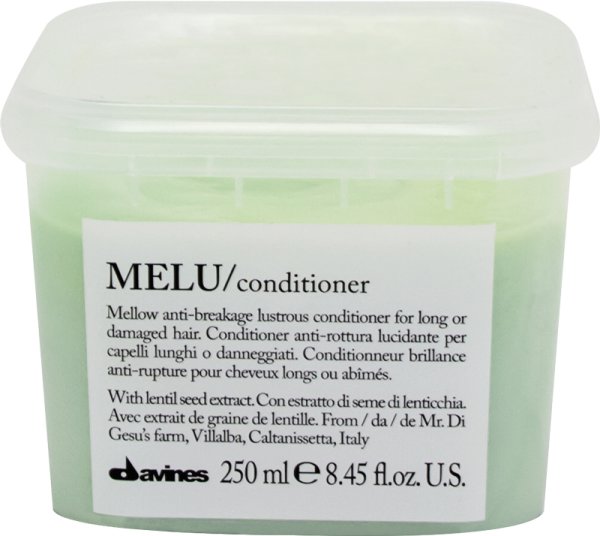 MELU/conditioner
Mellow anti-breakage lustrous conditioner for long or
damaged hair. Conditioner anti-rottura lucidante per
capelli lunghi o danneggiati. Conditionneur brillance
anti-rupture pour cheveux longs ou abîmés.
With lentil seed extract. Con estratto di seme di lenticchia.
Avec extrait de graine de lentille. From / da / de Mr. Di
Gesu's farm, Villalba, Caltanissetta, Italy
davines 250 ml ℮ 8.45 fl.oz. U.S.